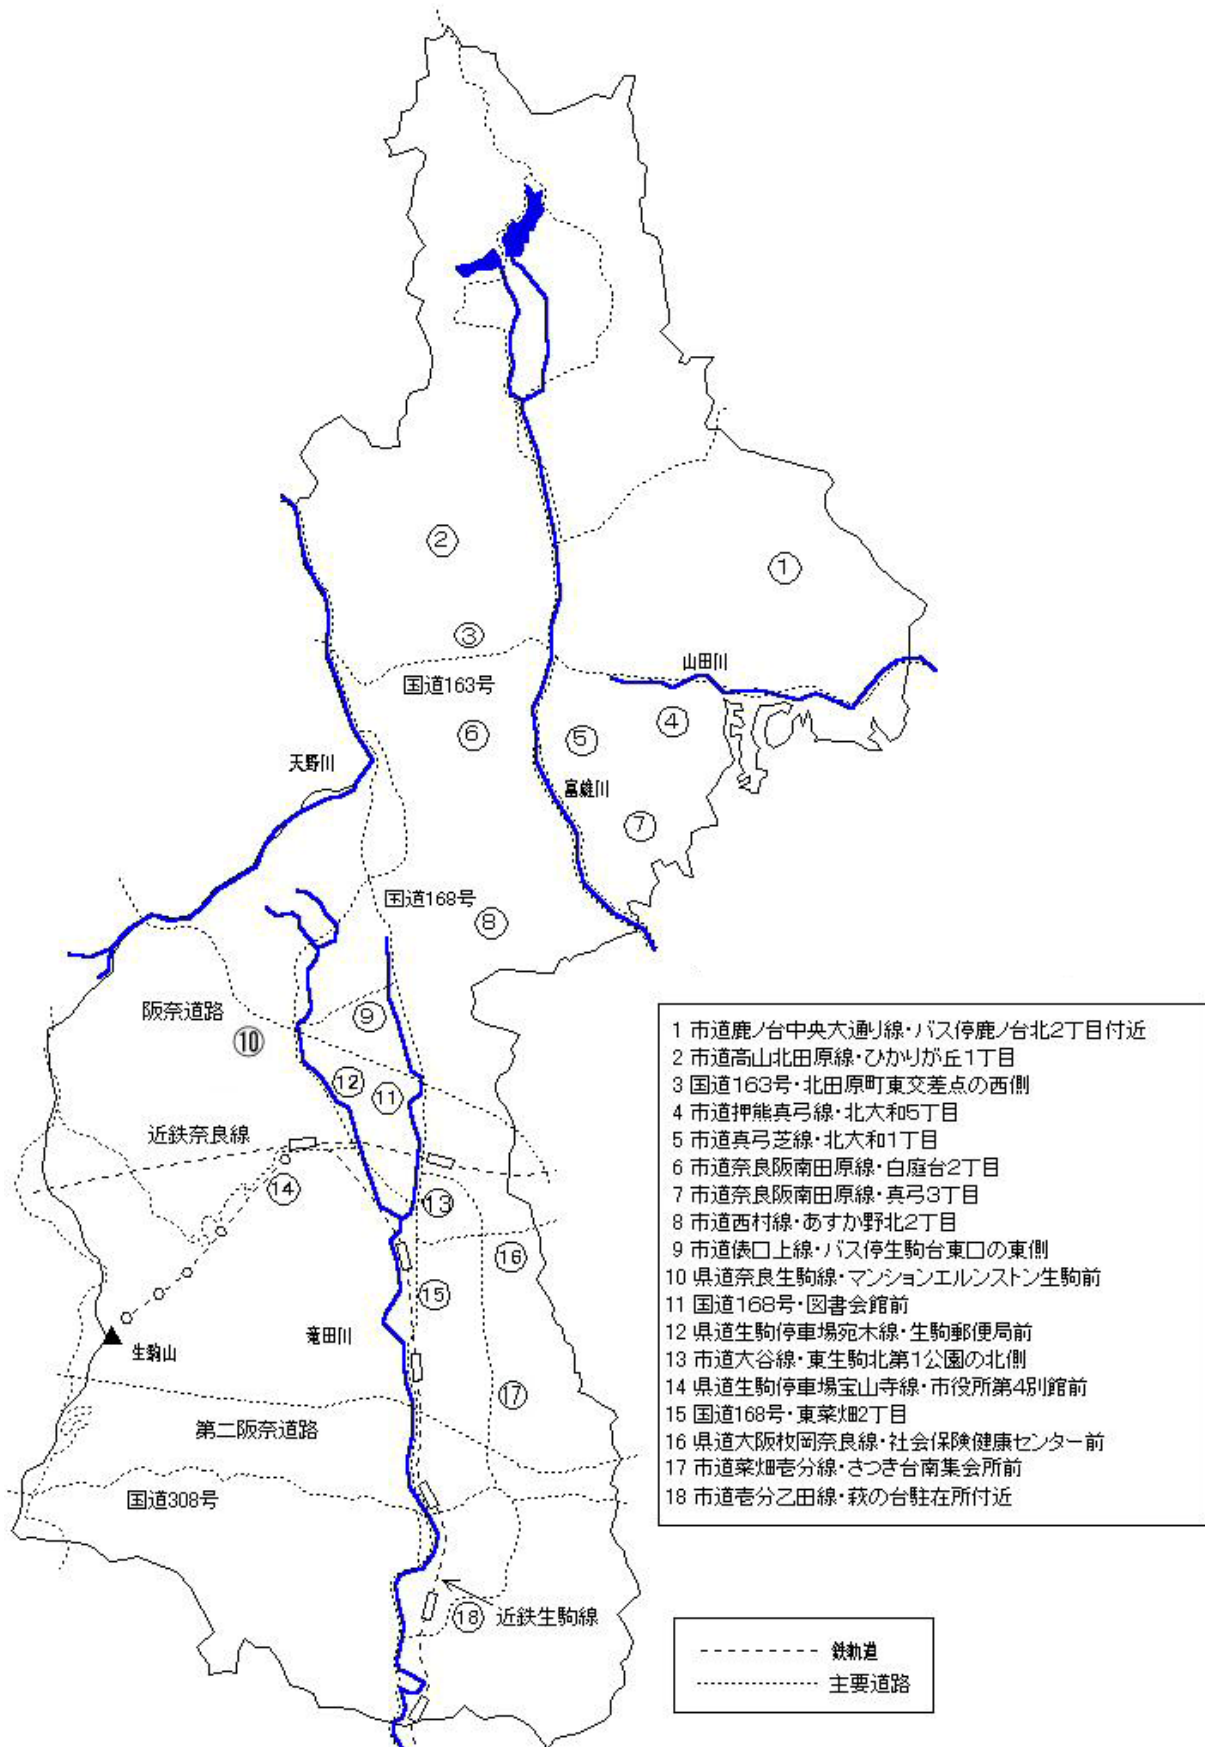 ②
①
③
山田川
国道163号
④
⑥
⑤
天野川
富雄川
⑦
国道168号
⑧
阪奈道路
⑨
⑩
⑫
⑪
近鉄奈良線
⑭
⑬
⑯
⑮
竜田川
生駒山
⑰
第二阪奈道路
国道308号
⑱
近鉄生駒線
1 市道鹿ノ台中央大通り線・バス停鹿ノ台北2丁目付近
2 市道高山北田原線・ひかりが丘1丁目
3 国道163号・北田原町東交差点の西側
4 市道押熊真弓線・北大和5丁目
5 市道真弓芝線・北大和1丁目
6 市道奈良阪南田原線・白庭台2丁目
7 市道奈良阪南田原線・真弓3丁目
8 市道西村線・あすか野北2丁目
9 市道俵口上線・バス停生駒台東口の東側
10 県道奈良生駒線・マンションエルンストン生駒前
11 国道168号・図書会館前
12 県道生駒停車場宛木線・生駒郵便局前
13 市道大谷線・東生駒北第1公園の北側
14 県道生駒停車場宝山寺線・市役所第4別館前
15 国道168号・東菜畑2丁目
16 県道大阪枚岡奈良線・社会保険健康センター前
17 市道菜畑壱分線・さつき台南集会所前
18 市道壱分乙田線・萩の台駐在所付近
鉄軌道
主要道路